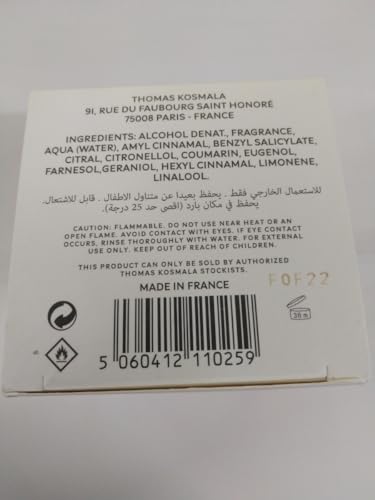 THOMAS KOSMALA
91, RUE DU FAUBOURG SAINT HONORÉ
75008 PARIS - FRANCE
INGREDIENTS: ALCOHOL DENAT., FRAGRANCE,
AQUA (WATER), AMYL CINNAMAL, BENZYL SALICYLATE,
CITRAL, CITRONELLOL, COUMARIN, EUGENOL,
FARNESOL,GERANIOL, HEXYL CINNAMAL, LIMONENE,
LINALOOL.
للاستعمال الخارجي فقط . يحفظ بعيدا عن متناول الاطفال . قابل للاشتعال.
يحفظ في مكان بارد (اقصى حد 25 درجة).
CAUTION: FLAMMABLE. DO NOT USE NEAR HEAT OR AN
OPEN FLAME. AVOID CONTACT WITH EYES. IF EYE CONTACT
OCCURS, RINSE THOROUGHLY WITH WATER. FOR EXTERNAL
USE ONLY. KEEP OUT OF REACH OF CHILDREN.
THIS PRODUCT CAN ONLY BE SOLD BY AUTHORIZED
THOMAS KOSMALA STOCKISTS.
MADE IN FRANCE
F0F22
36 m
5 060412 110259